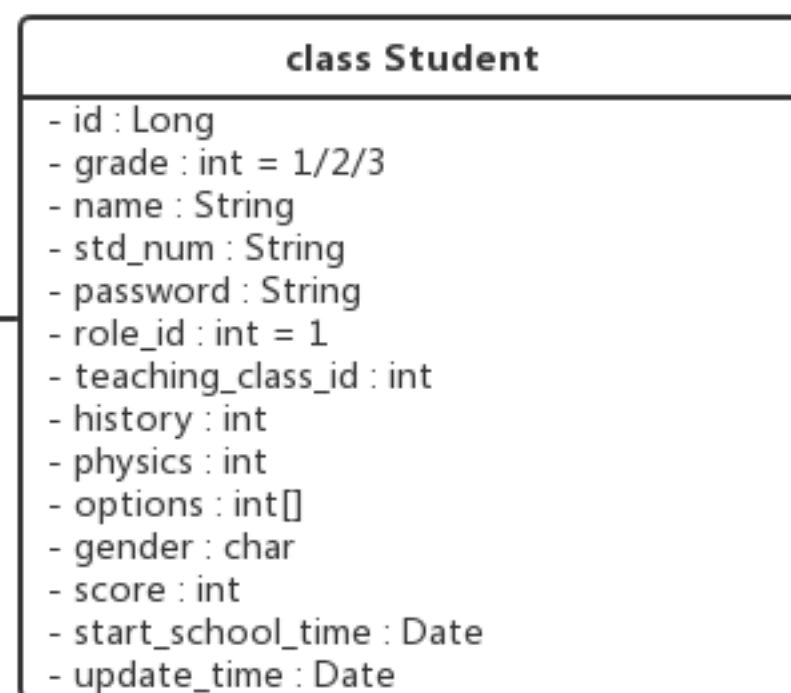 class Student
- id : Long
- grade : int = 1/2/3
- name : String
- std_num : String
- password : String
- role_id : int = 1
- teaching_class_id : int
- history : int
- physics : int
- options : int[]
- gender : char
- score : int
- start_school_time : Date
- update_time : Date